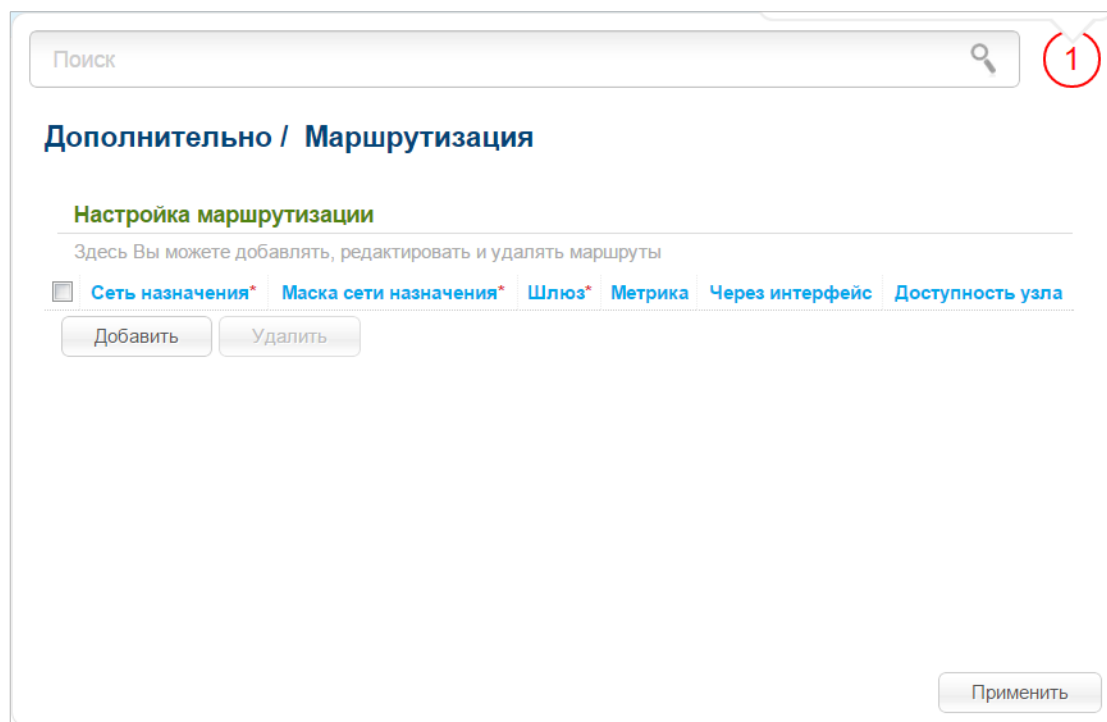 Поиск
1
Дополнительно / Маршрутизация
Настройка маршрутизации
Здесь Вы можете добавлять, редактировать и удалять маршруты
Сеть назначения* Маска сети назначения* Шлюз* Метрика Через интерфейс Доступность узла
Добавить Удалить
Применить